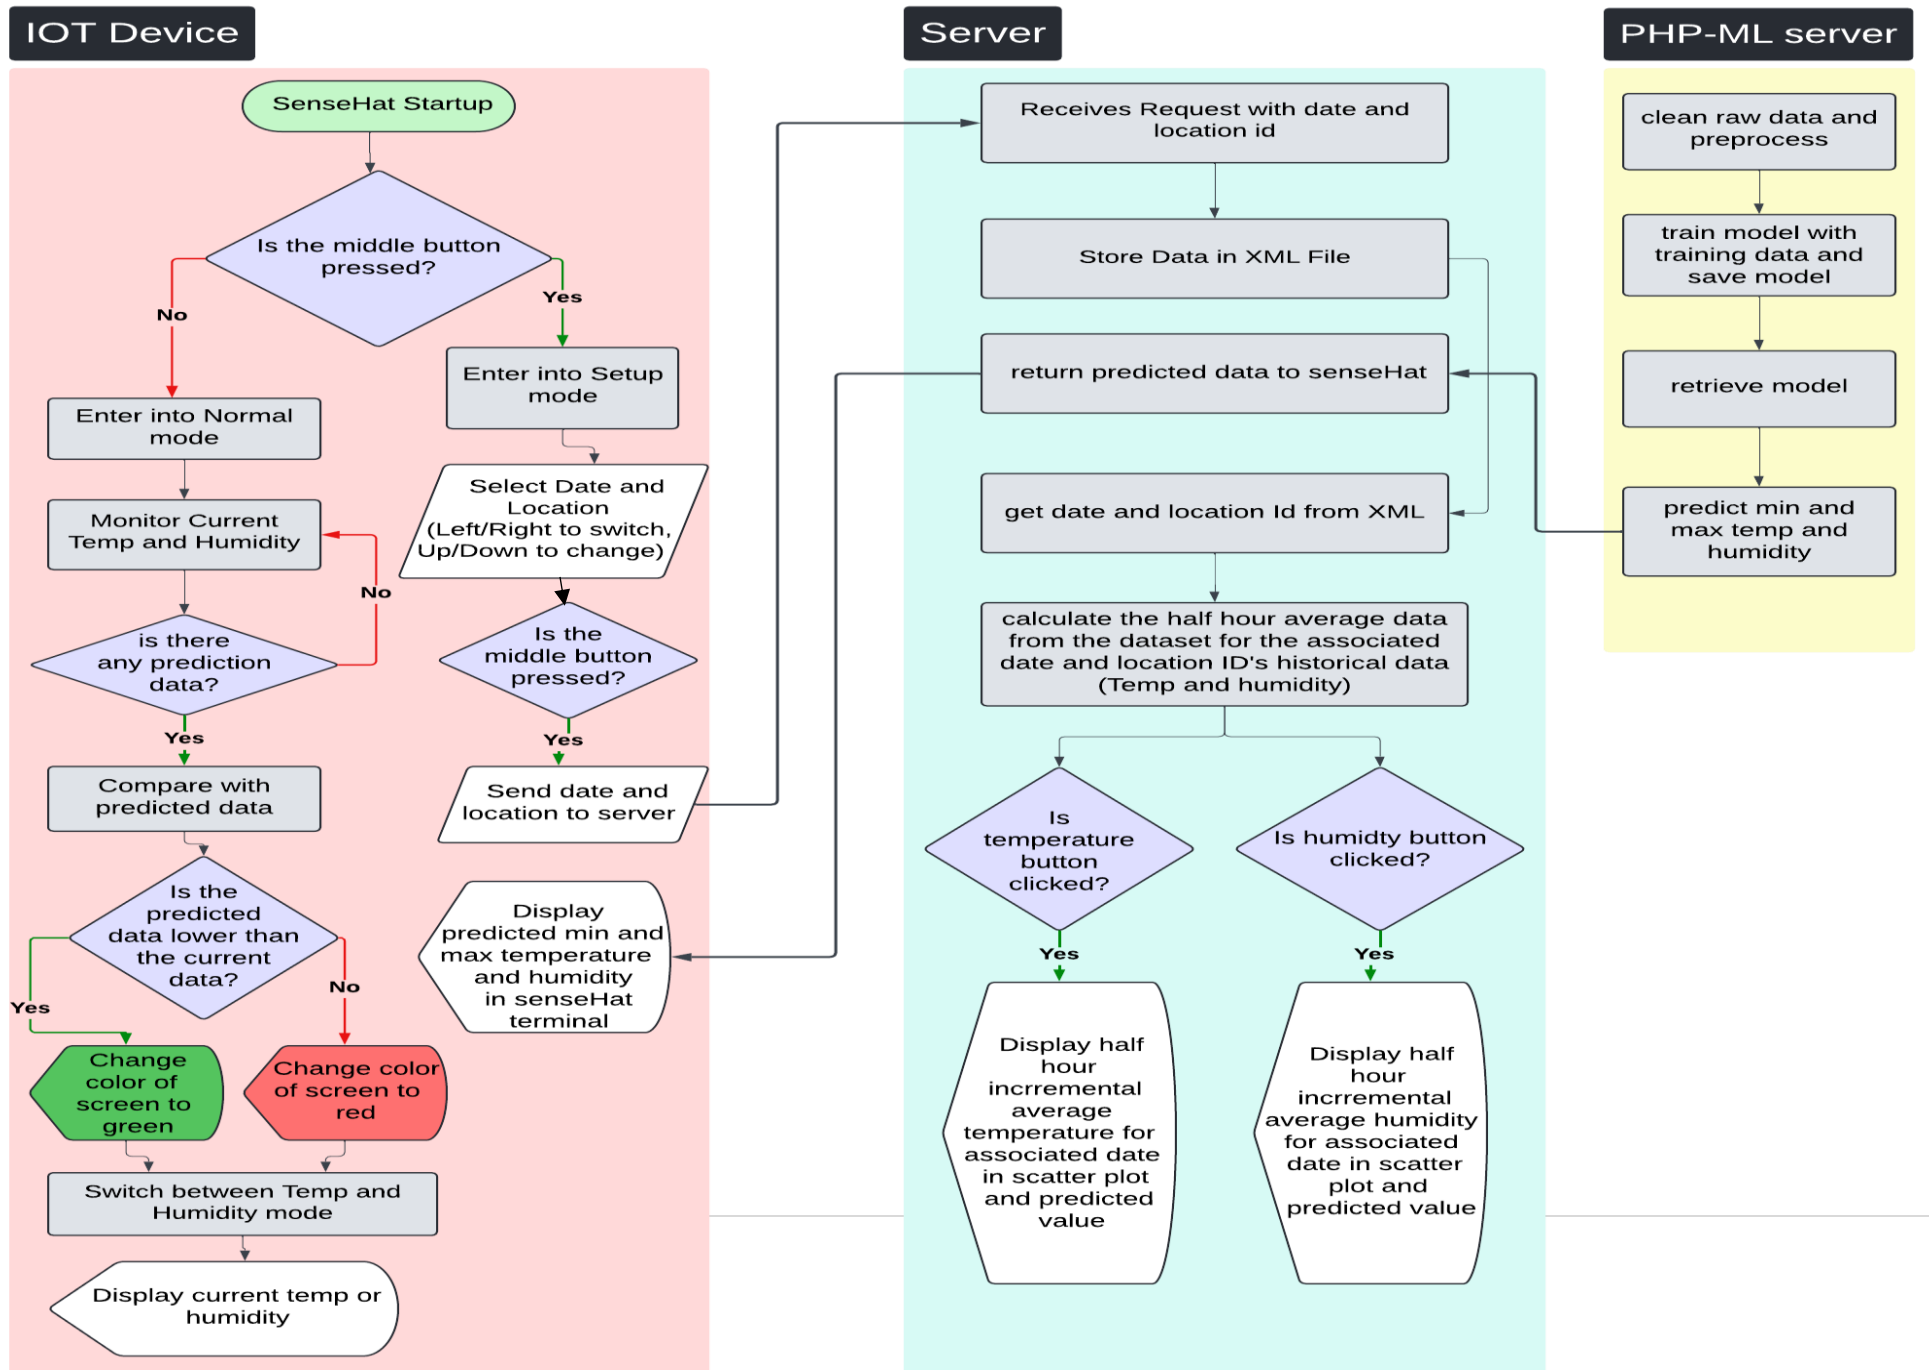 IOT Device
SenseHat Startup
Is the middle button
pressed?
No
Yes
Enter into Normal
mode
Enter into Setup
mode
Monitor Current
Temp and Humidity
Select Date and
Location
(Left/Right to switch,
Up/Down to change)
No
is there
any prediction
data?
Is the
middle button
pressed?
Yes
Yes
Compare with
predicted data
Send date and
location to server
Is the
predicted
data lower than
the current
data?
Display
predicted min and
max temperature
and humidity
in senseHat
terminal
Yes
No
Change
color of
screen to
green
Change color
of screen to
red
Switch between Temp and
Humidity mode
Display current temp or
humidity
Server
Receives Request with date and
location id
Store Data in XML File
return predicted data to senseHat
get date and location Id from XML
calculate the half hour average data
from the dataset for the associated
date and location ID's historical data
(Temp and humidity)
Is
temperature
button
clicked?
Is humidty button
clicked?
Yes
Yes
Display half
hour
incrremental
average
temperature for
associated date
in scatter plot
and predicted
value
Display half
hour
incrremental
average humidity
for associated
date in scatter
plot and
predicted value
PHP-ML server
clean raw data and
preprocess
train model with
training data and
save model
retrieve model
predict min and
max temp and
humidity